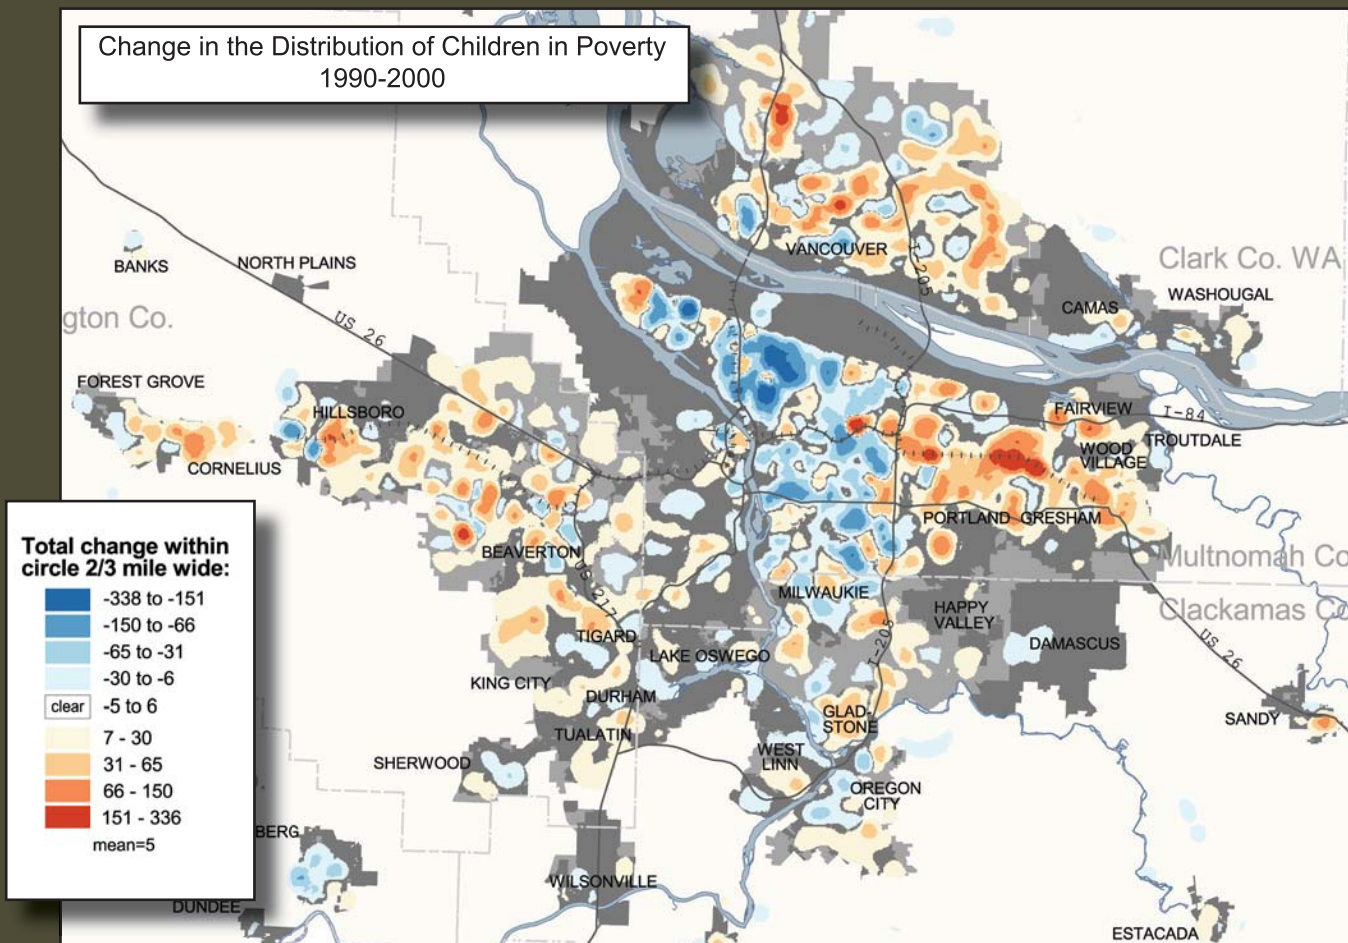 Change in the Distribution of Children in Poverty
1990-2000
VANCOUVER
I-205
Clark Co. WA
BANKS
NORTH PLAINS
CAMAS
WASHOUGAL
gton Co.
US 26
FOREST GROVE
HILLSBORO
FAIRVIEW
I-84
TROUTDALE
WOOD
VILLAGE
CORNELIUS
PORTLAND
GRESHAM
BEAVERTON
US 217
Multnomah Co
Clackamas Co
MILWAUKIE
HAPPY
VALLEY
US 26
TIGARD
I-205
DAMASCUS
LAKE OSWEGO
KING CITY
DURHAM
GLAD-
STONE
SANDY
TUALATIN
WEST
LINN
SHERWOOD
OREGON
CITY
BERG
WILSONVILLE
DUNDEE
ESTACADA
Total change within
circle 2/3 mile wide:
-338 to -151
-150 to -66
-65 to -31
-30 to -6
clear -5 to 6
7 - 30
31 - 65
66 - 150
151 - 336
mean=5